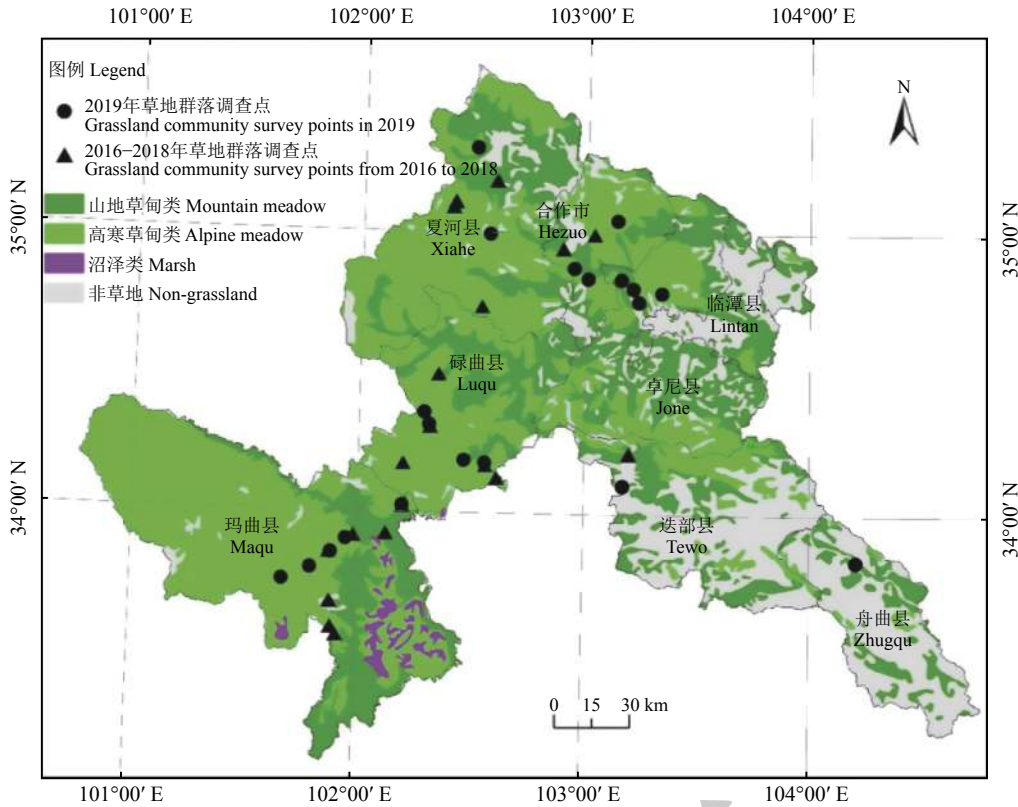 101°00′ E
102°00′ E
103°00′ E
104°00′ E
图例 Legend
2019年草地群落调查点
Grassland community survey points in 2019
2016−2018年草地群落调查点
Grassland community survey points from 2016 to 2018
山地草甸类 Mountain meadow
高寒草甸类 Alpine meadow
沼泽类 Marsh
非草地 Non-grassland
N
35°00′ N
35°00′ N
34°00′ N
34°00′ N
夏河县
Xiahe
合作市
Hezuo
临潭县
Lintan
碌曲县
Luqu
卓尼县
Jone
玛曲县
Maqu
迭部县
Tewo
舟曲县
Zhugqu
0 15 30 km
101°00′ E
102°00′ E
103°00′ E
104°00′ E